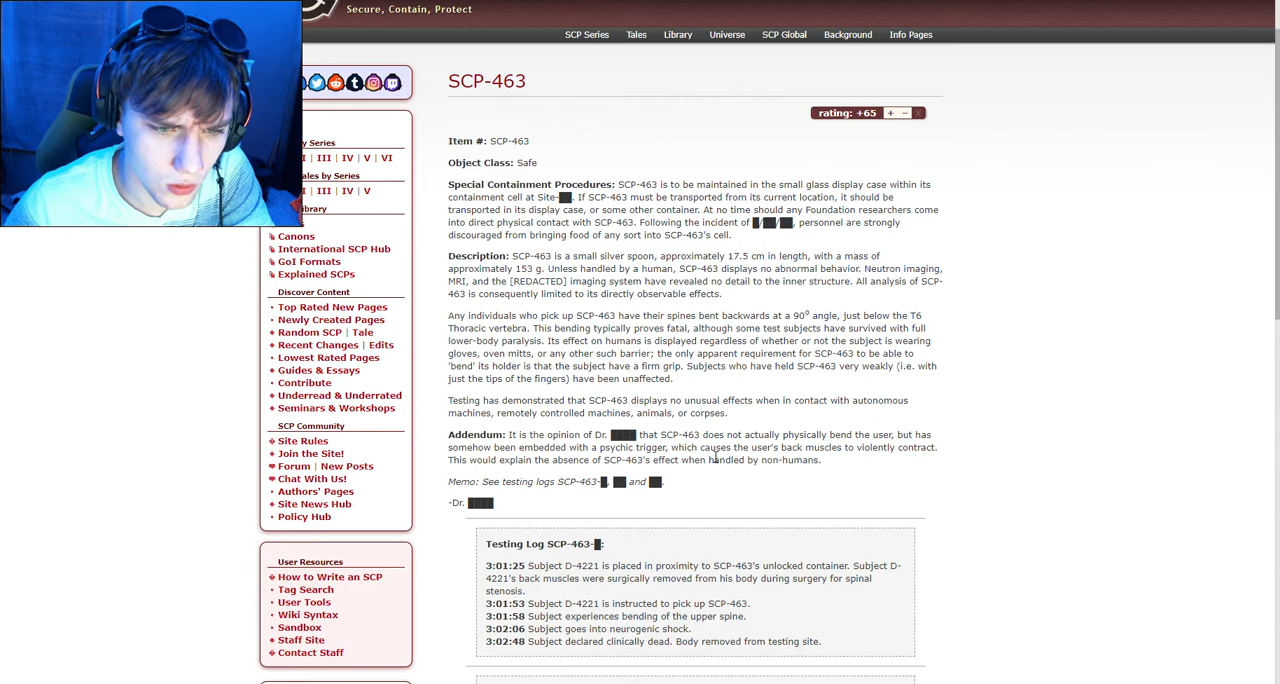 Secure, Contain, Protect
SCP Series Tales Library Universe SCP Global Background Info Pages
SCP-463
rating: +65 + – X
y Series
I | III | IV | V | VI
ales by Series
I | III | IV | V
ibrary
Canons
International SCP Hub
GoI Formats
Explained SCPs
Discover Content
Top Rated New Pages
Newly Created Pages
Random SCP | Tale
Recent Changes | Edits
Lowest Rated Pages
Guides & Essays
Contribute
Underread & Underrated
Seminars & Workshops
SCP Community
Site Rules
Join the Site!
Forum | New Posts
Chat With Us!
Authors' Pages
Site News Hub
Policy Hub
User Resources
How to Write an SCP
Tag Search
User Tools
Wiki Syntax
Sandbox
Staff Site
Contact Staff
Item #: SCP-463
Object Class: Safe
Special Containment Procedures: SCP-463 is to be maintained in the small glass display case within its
containment cell at Site-██. If SCP-463 must be transported from its current location, it should be
transported in its display case, or some other container. At no time should any Foundation researchers come
into direct physical contact with SCP-463. Following the incident of █/██/██, personnel are strongly
discouraged from bringing food of any sort into SCP-463's cell.
Description: SCP-463 is a small silver spoon, approximately 17.5 cm in length, with a mass of
approximately 153 g. Unless handled by a human, SCP-463 displays no abnormal behavior. Neutron imaging,
MRI, and the [REDACTED] imaging system have revealed no detail to the inner structure. All analysis of SCP-
463 is consequently limited to its directly observable effects.
Any individuals who pick up SCP-463 have their spines bent backwards at a 90° angle, just below the T6
Thoracic vertebra. This bending typically proves fatal, although some test subjects have survived with full
lower-body paralysis. Its effect on humans is displayed regardless of whether or not the subject is wearing
gloves, oven mitts, or any other such barrier; the only apparent requirement for SCP-463 to be able to
'bend' its holder is that the subject have a firm grip. Subjects who have held SCP-463 very weakly (i.e. with
just the tips of the fingers) have been unaffected.
Testing has demonstrated that SCP-463 displays no unusual effects when in contact with autonomous
machines, remotely controlled machines, animals, or corpses.
Addendum: It is the opinion of Dr. ████ that SCP-463 does not actually physically bend the user, but has
somehow been embedded with a psychic trigger, which causes the user's back muscles to violently contract.
This would explain the absence of SCP-463's effect when handled by non-humans.
Memo: See testing logs SCP-463-█, ██ and ██.
-Dr. ████
Testing Log SCP-463-█:
3:01:25 Subject D-4221 is placed in proximity to SCP-463's unlocked container. Subject D-
4221's back muscles were surgically removed from his body during surgery for spinal
stenosis.
3:01:53 Subject D-4221 is instructed to pick up SCP-463.
3:01:58 Subject experiences bending of the upper spine.
3:02:06 Subject goes into neurogenic shock.
3:02:48 Subject declared clinically dead. Body removed from testing site.